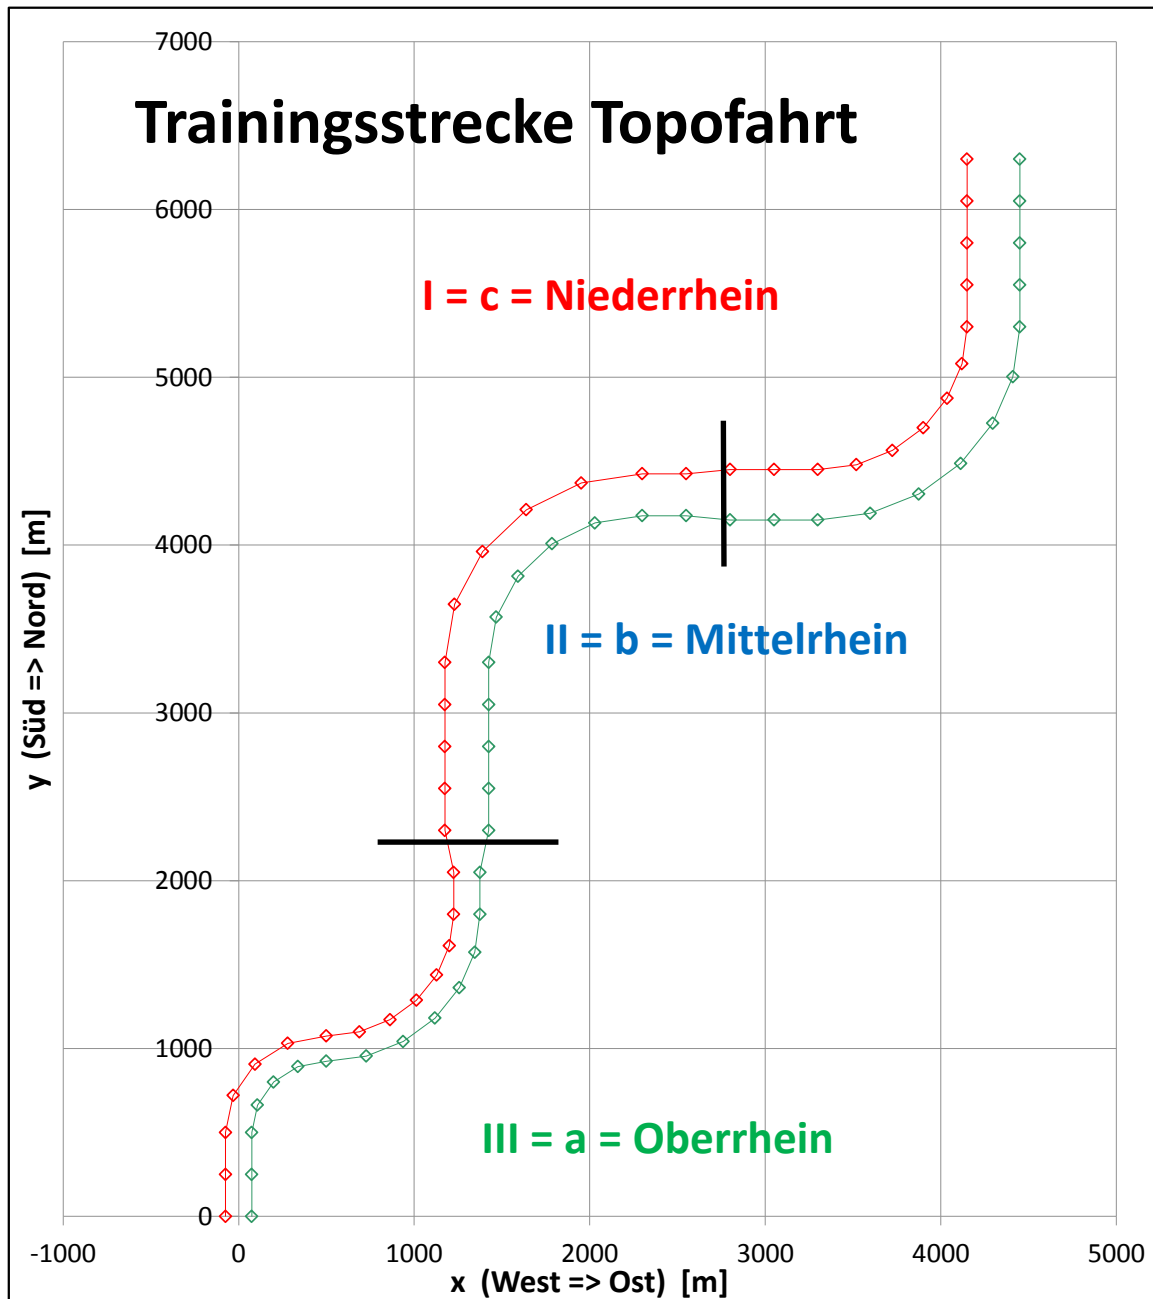 7000
Trainingsstrecke Topofahrt
6000
I = c = Niederrhein
5000
4000
II = b = Mittelrhein
3000
2000
1000
III = a = Oberrhein
0
-1000 0 1000 2000 3000 4000 5000
x (West => Ost) [m]
y (Süd => Nord) [m]